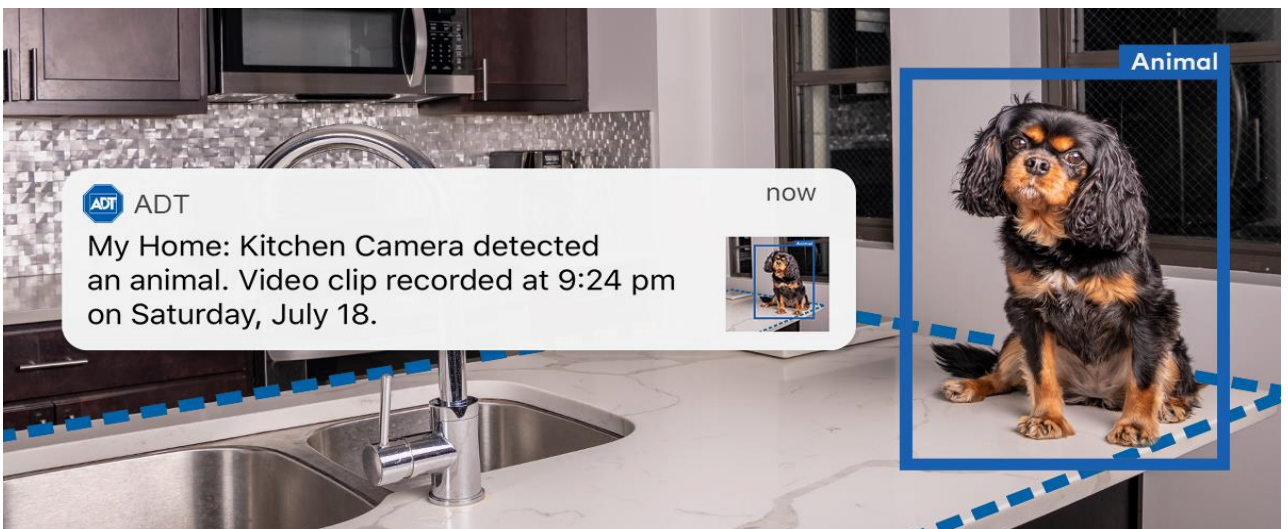 ADT
ADT
now
My Home: Kitchen Camera detected
an animal. Video clip recorded at 9:24 pm
on Saturday, July 18.
Animal
Animal